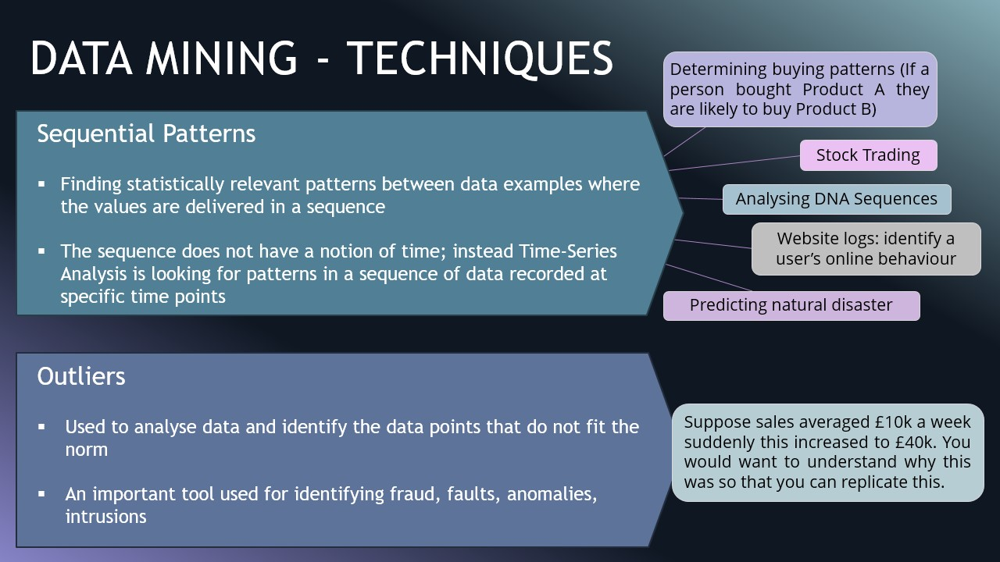 DATA MINING - TECHNIQUES
Sequential Patterns
▪ Finding statistically relevant patterns between data examples where
the values are delivered in a sequence
▪ The sequence does not have a notion of time; instead Time-Series
Analysis is looking for patterns in a sequence of data recorded at
specific time points
Determining buying patterns (If a
person bought Product A they
are likely to buy Product B)
Stock Trading
Analysing DNA Sequences
Website logs: identify a
user’s online behaviour
Predicting natural disaster
Outliers
▪ Used to analyse data and identify the data points that do not fit the
norm
▪ An important tool used for identifying fraud, faults, anomalies,
intrusions
Suppose sales averaged £10k a week
suddenly this increased to £40k. You
would want to understand why this
was so that you can replicate this.